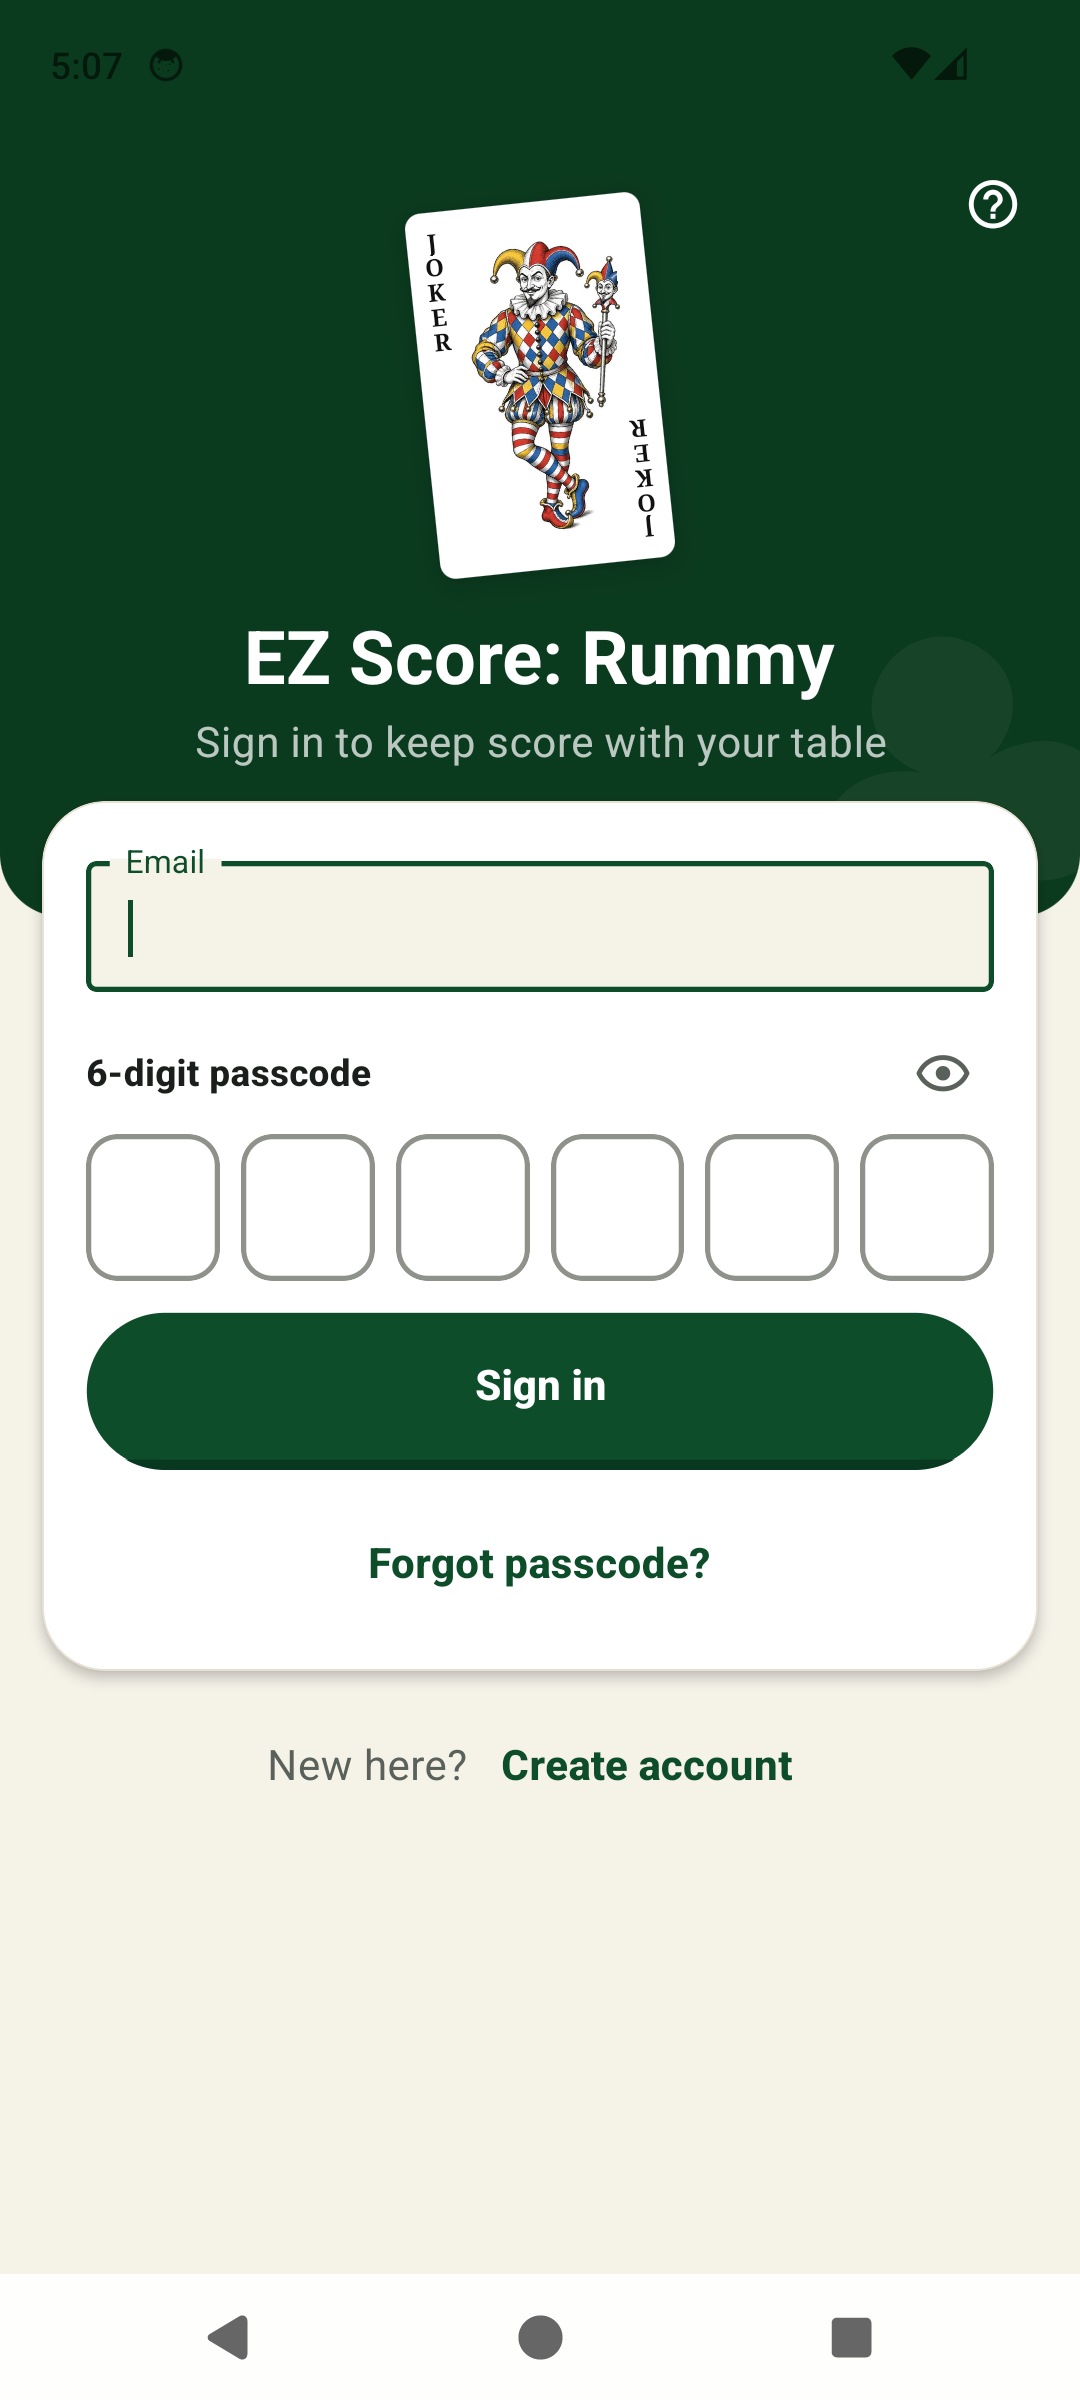 5:07
JOKER
JOKER
EZ Score: Rummy
Sign in to keep score with your table
Email
6-digit passcode
Sign in
Forgot passcode?
New here? Create account